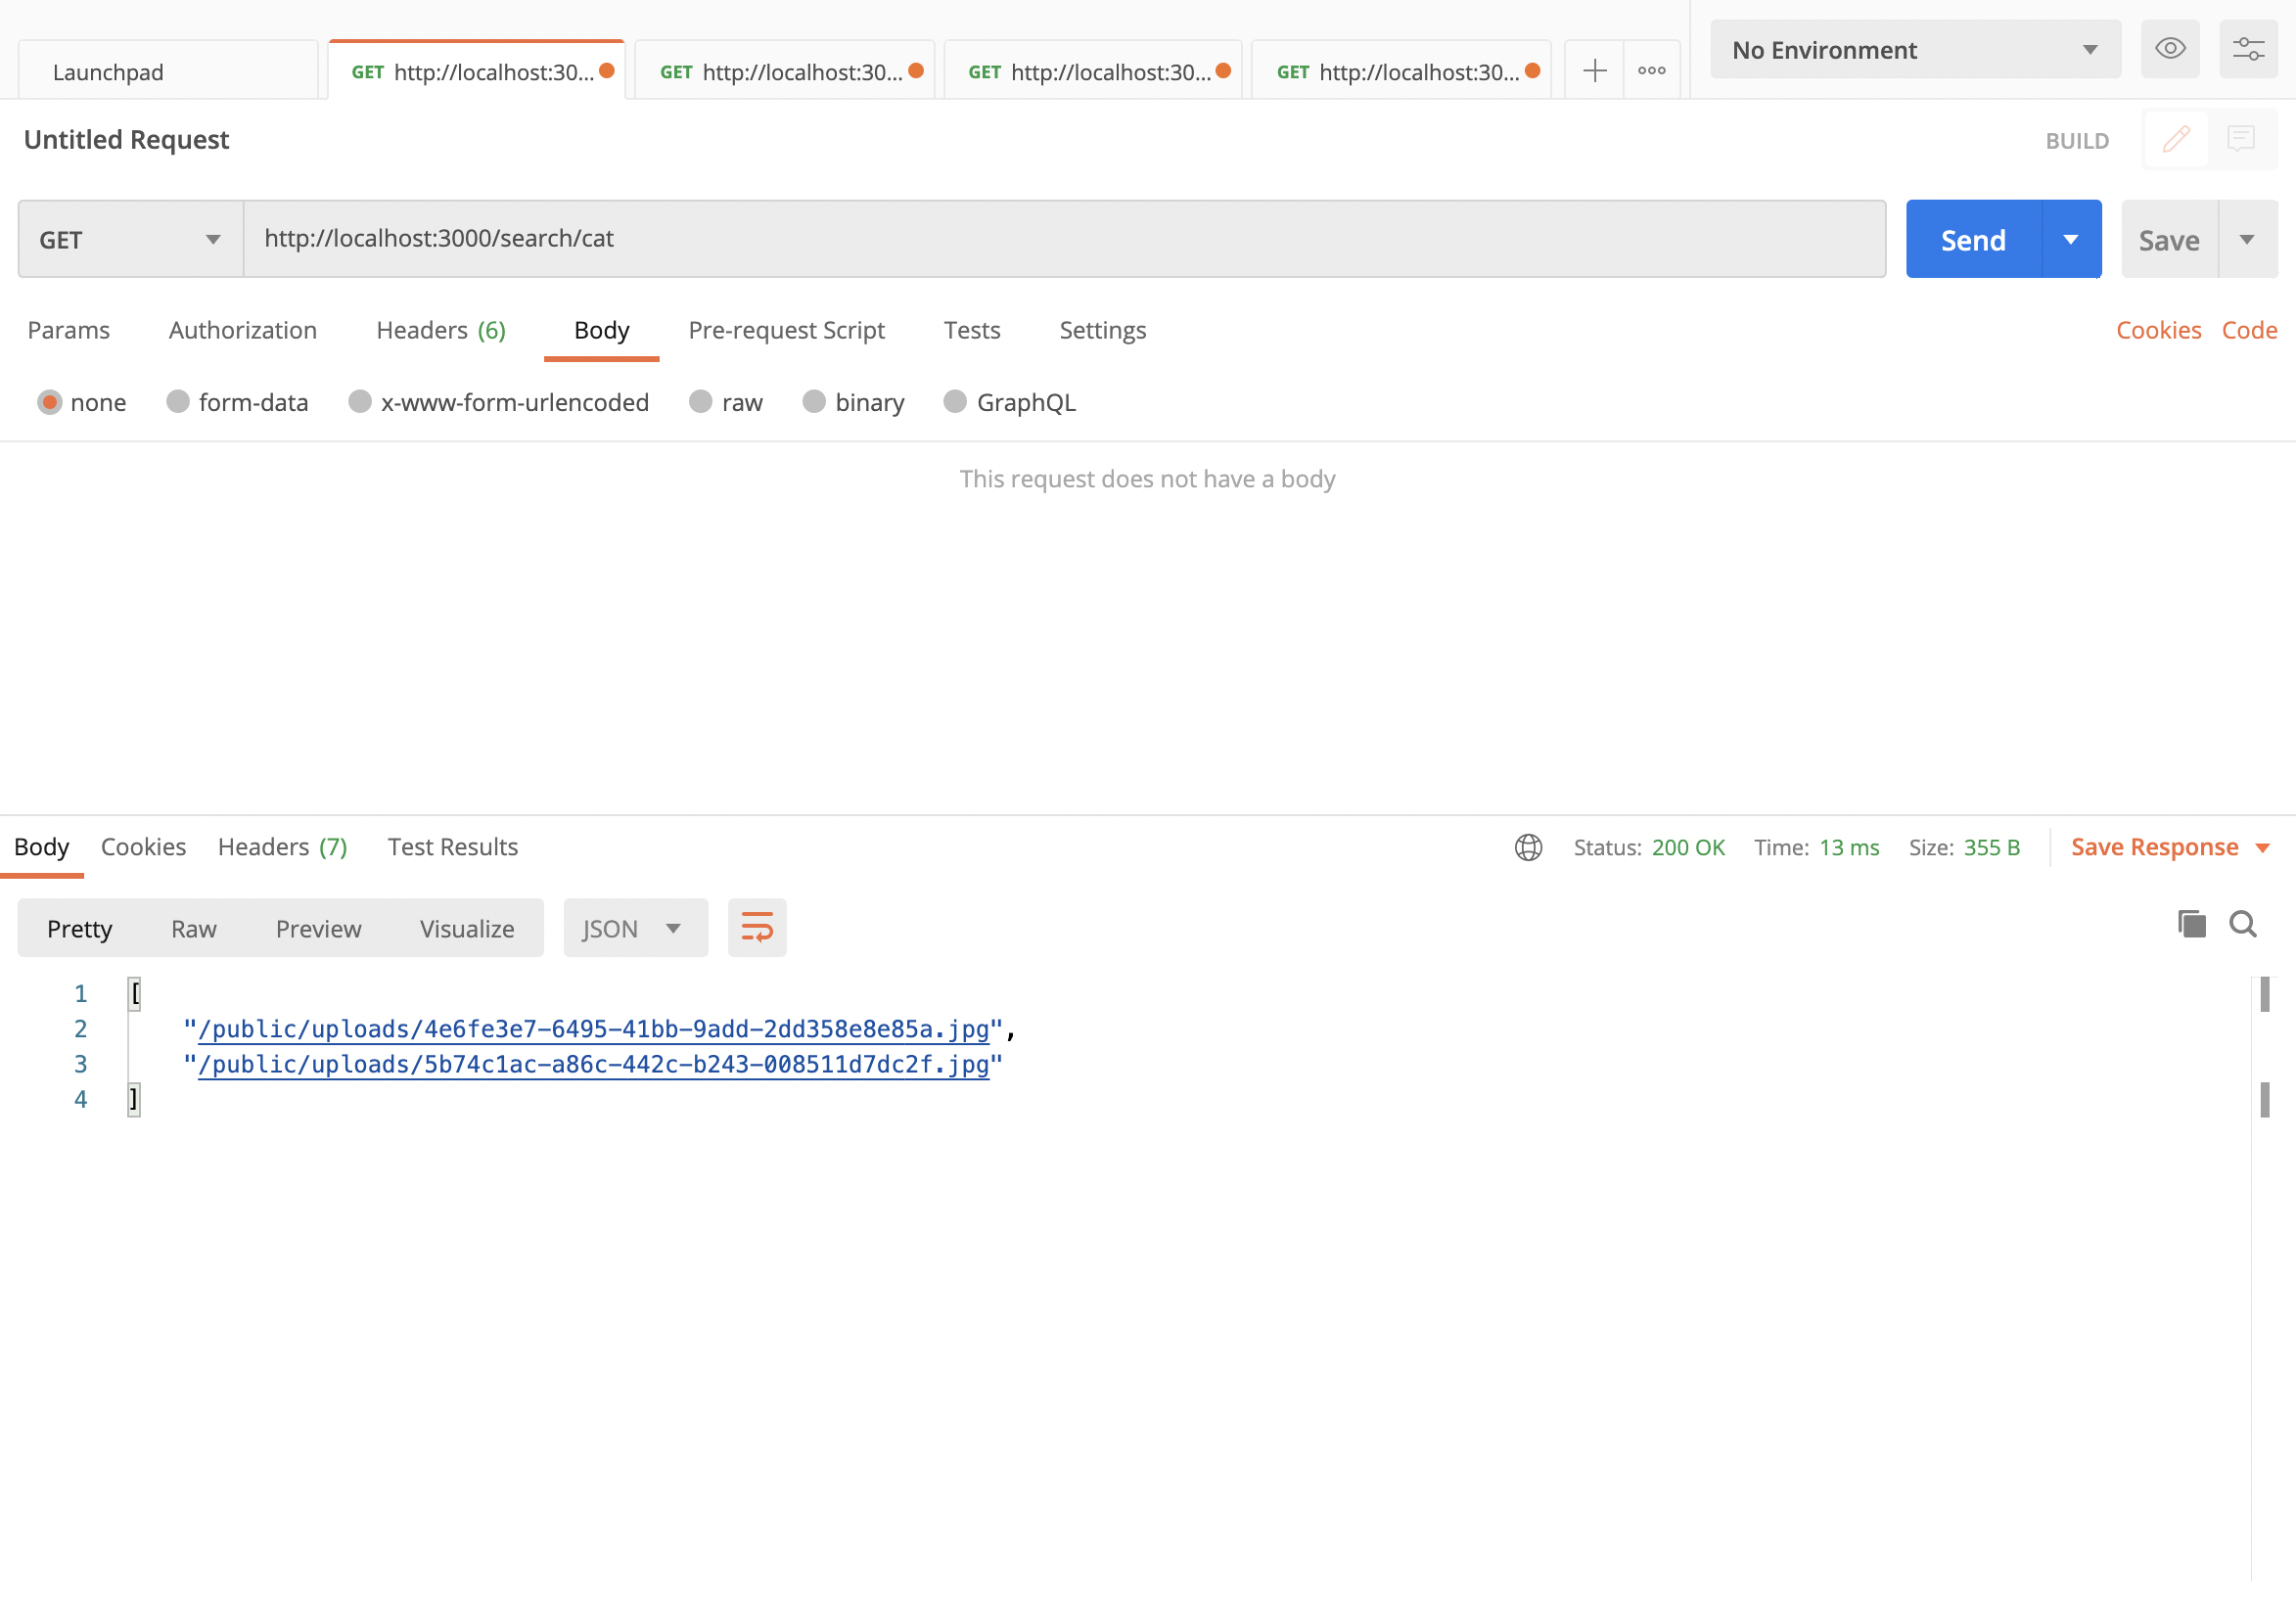 Launchpad
GET http://localhost:30...
GET http://localhost:30...
GET http://localhost:30...
GET http://localhost:30...
No Environment
Untitled Request
BUILD
GET
http://localhost:3000/search/cat
Send
Save
Params Authorization Headers (6) Body Pre-request Script Tests Settings
Cookies Code
none form-data x-www-form-urlencoded raw binary GraphQL
This request does not have a body
Body Cookies Headers (7) Test Results
Status: 200 OK Time: 13 ms Size: 355 B
Save Response
Pretty Raw Preview Visualize
JSON
1 [
2 "/public/uploads/4e6fe3e7-6495-41bb-9add-2dd358e8e85a.jpg",
3 "/public/uploads/5b74c1ac-a86c-442c-b243-008511d7dc2f.jpg"
4 ]